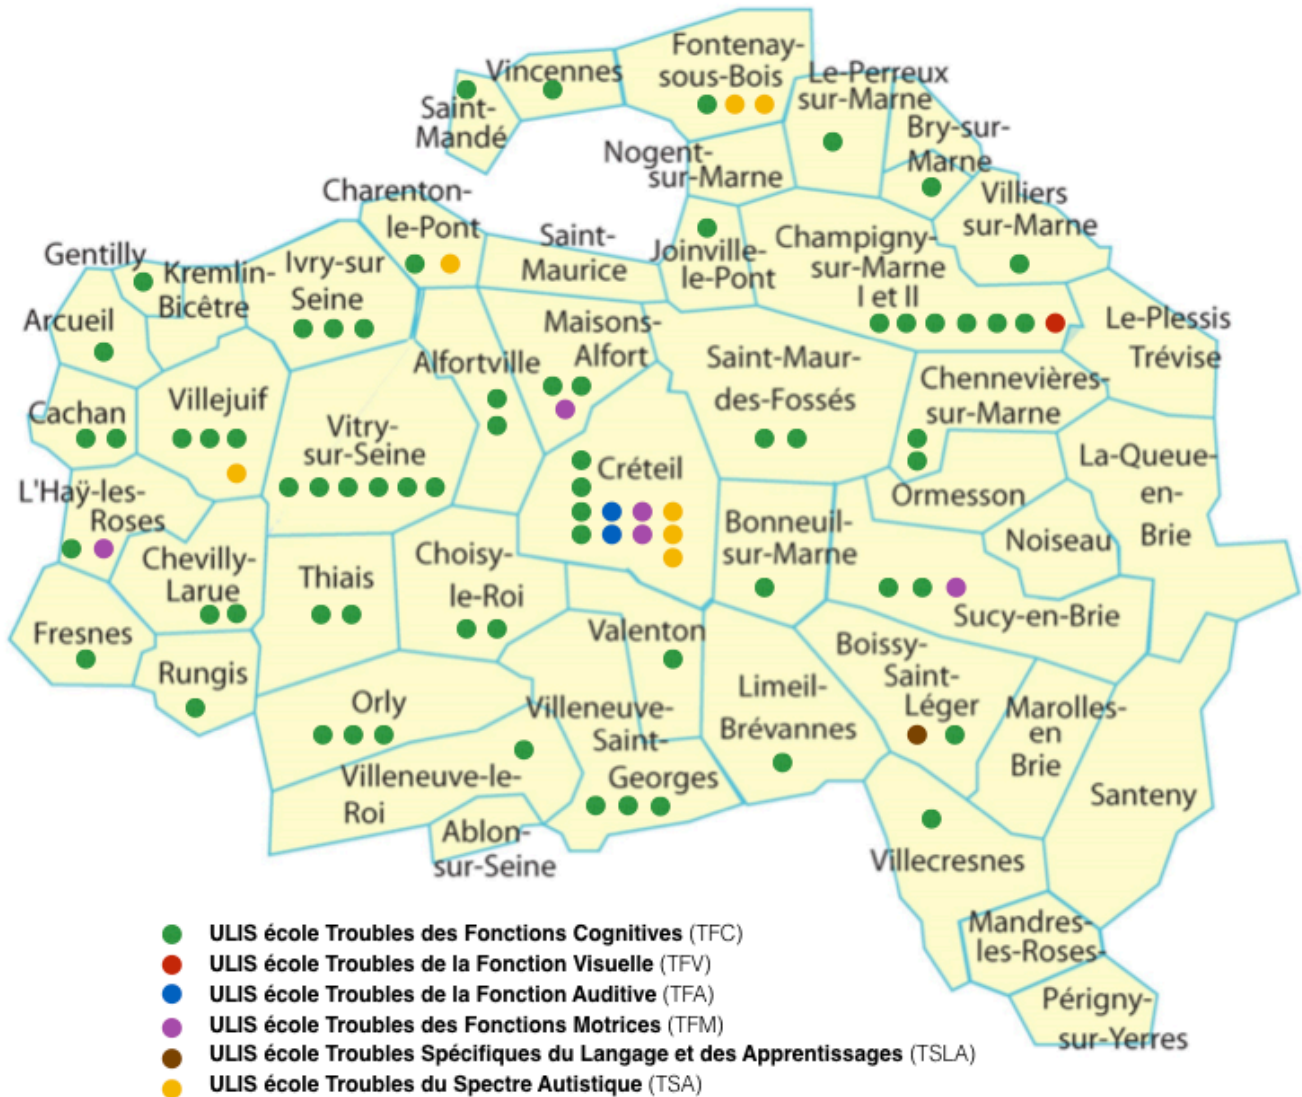 Fontenay-
sous-Bois
Vincennes
Le-Perreux
sur-Marne
Saint-
Mandé
Bry-sur-
Marne
Nogent-
sur-Marne
Villiers
sur-Marne
Charenton-
le-Pont
Saint-
Maurice
Joinville-
le-Pont
Champigny-
sur-Marne
I et II
Gentilly
Kremlin-
Bicêtre
Ivry-sur
Seine
Arcueil
Maisons-
Alfort
Le-Plessis
Trévise
Alfortville
Saint-Maur-
des-Fossés
Chennevières-
sur-Marne
Cachan
Villejuif
Vitry-
sur-Seine
Créteil
La-Queue-
en-
Brie
L'Haÿ-les-
Roses
Ormesson
Bonneuil-
sur-Marne
Noiseau
Chevilly-
Larue
Thiais
Choisy-
le-Roi
Sucy-en-Brie
Fresnes
Valenton
Boissy-
Saint-
Léger
Rungis
Limeil-
Brévannes
Orly
Villeneuve-
Saint-
Georges
Marolles-
en
Brie
Villeneuve-le-
Roi
Santeny
Ablon-
sur-Seine
Villecresnes
Mandres-
les-Roses-
Périgny-
sur-Yerres
ULIS école Troubles des Fonctions Cognitives (TFC)
ULIS école Troubles de la Fonction Visuelle (TFV)
ULIS école Troubles de la Fonction Auditive (TFA)
ULIS école Troubles des Fonctions Motrices (TFM)
ULIS école Troubles Spécifiques du Langage et des Apprentissages (TSLA)
ULIS école Troubles du Spectre Autistique (TSA)